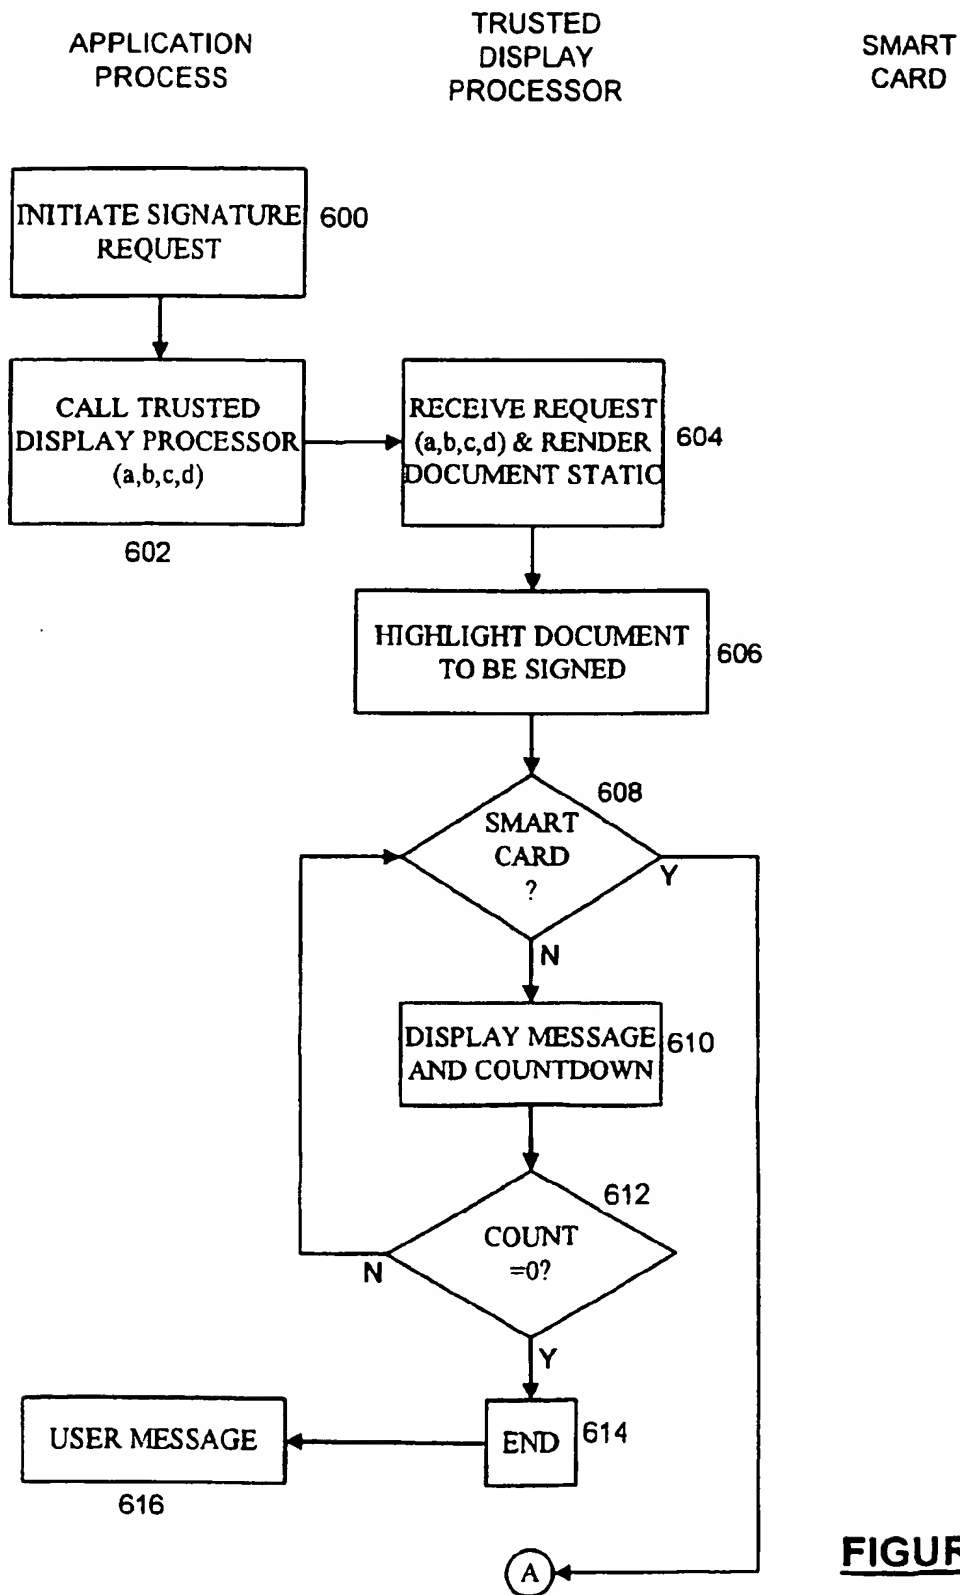 APPLICATION
PROCESS
TRUSTED
DISPLAY
PROCESSOR
SMART
CARD
INITIATE SIGNATURE
REQUEST
600
CALL TRUSTED
DISPLAY PROCESSOR
(a,b,c,d)
602
RECEIVE REQUEST
(a,b,c,d) & RENDER
DOCUMENT STATIC
604
HIGHLIGHT DOCUMENT
TO BE SIGNED
606
608
SMART
CARD
?
Y
N
DISPLAY MESSAGE
AND COUNTDOWN
610
612
COUNT
=0?
N
Y
USER MESSAGE
616
END
614
A
FIGUR